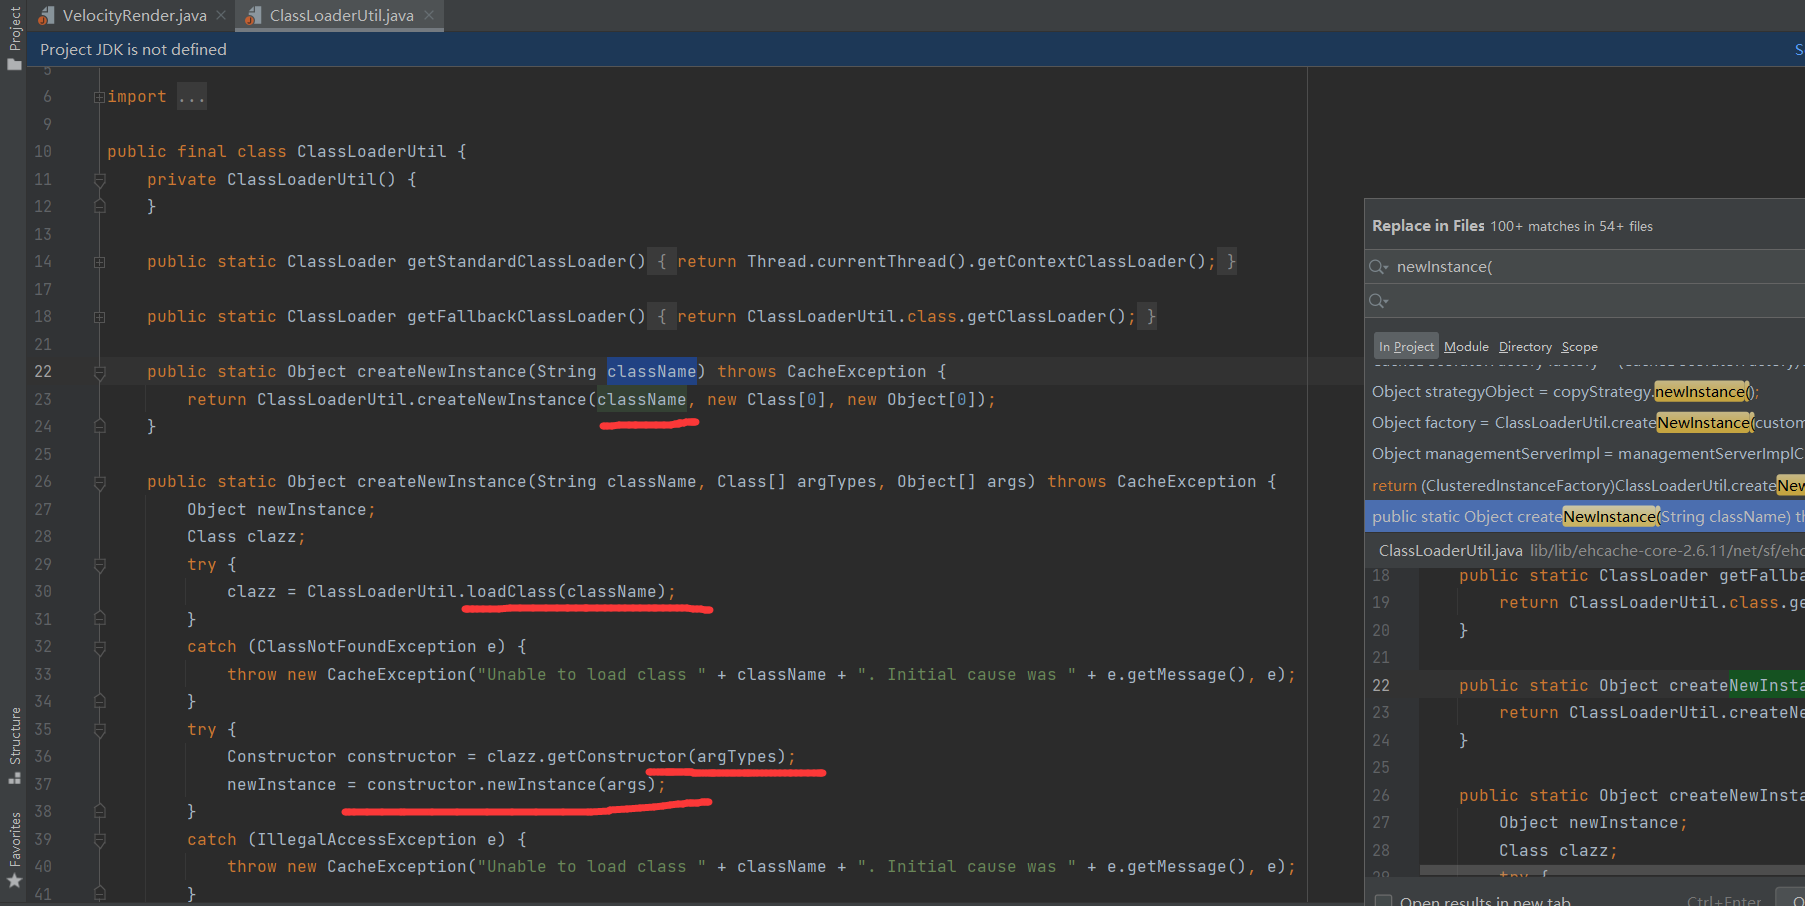 Project
VelocityRender.java
ClassLoaderUtil.java
Project JDK is not defined
S
5
6 import ...
9
10 public final class ClassLoaderUtil {
11 private ClassLoaderUtil() {
12 }
13
14 public static ClassLoader getStandardClassLoader() { return Thread.currentThread().getContextClassLoader(); }
17
18 public static ClassLoader getFallbackClassLoader() { return ClassLoaderUtil.class.getClassLoader(); }
21
22 public static Object createNewInstance(String className) throws CacheException {
23 return ClassLoaderUtil.createNewInstance(className, new Class[0], new Object[0]);
24 }
25
26 public static Object createNewInstance(String className, Class[] argTypes, Object[] args) throws CacheException {
27 Object newInstance;
28 Class clazz;
29 try {
30 clazz = ClassLoaderUtil.loadClass(className);
31 }
32 catch (ClassNotFoundException e) {
33 throw new CacheException("Unable to load class " + className + ". Initial cause was " + e.getMessage(), e);
34 }
35 try {
36 Constructor constructor = clazz.getConstructor(argTypes);
37 newInstance = constructor.newInstance(args);
38 }
39 catch (IllegalAccessException e) {
40 throw new CacheException("Unable to load class " + className + ". Initial cause was " + e.getMessage(), e);
41 }
Structure
Favorites
Replace in Files 100+ matches in 54+ files
newInstance(
In Project Module Directory Scope
Object strategyObject = copyStrategy.newInstance();
Object factory = ClassLoaderUtil.createNewInstance(custom
Object managementServerImpl = managementServerImplC
return (ClusteredInstanceFactory)ClassLoaderUtil.createNew
public static Object createNewInstance(String className) th
ClassLoaderUtil.java lib/lib/ehcache-core-2.6.11/net/sf/ehc
18 public static ClassLoader getFallba
19 return ClassLoaderUtil.class.ge
20 }
21
22 public static Object createNewInsta
23 return ClassLoaderUtil.createNe
24 }
25
26 public static Object createNewInsta
27 Object newInstance;
28 Class clazz;
29 try {
Open results in new tab Ctrl+Enter O